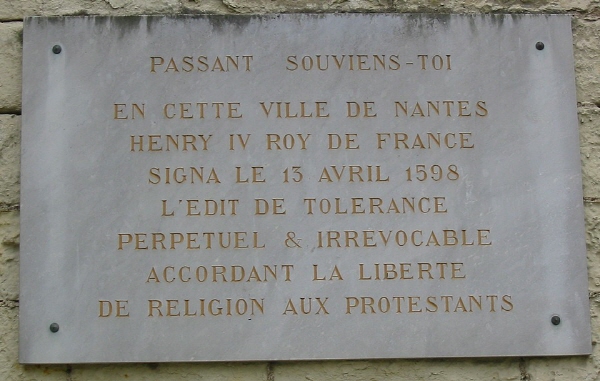 PASSANT SOUVIENS-TOI
EN CETTE VILLE DE NANTES
HENRY IV ROY DE FRANCE
SIGNA LE 13 AVRIL 1598
L'EDIT DE TOLERANCE
PERPETUEL & IRREVOCABLE
ACCORDANT LA LIBERTE
DE RELIGION AUX PROTESTANTS